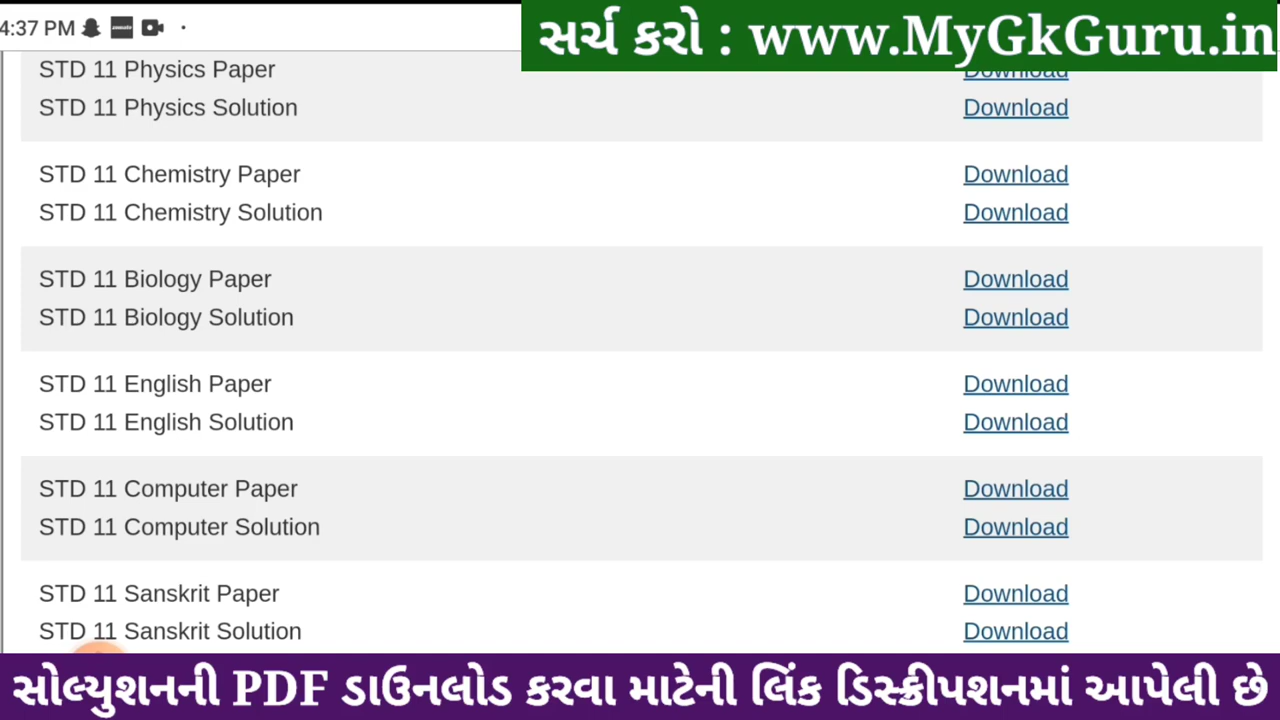 4:37 PM
સર્ચ કરો : www.MyGkGuru.in
STD 11 Physics Paper Download
STD 11 Physics Solution Download
STD 11 Chemistry Paper Download
STD 11 Chemistry Solution Download
STD 11 Biology Paper Download
STD 11 Biology Solution Download
STD 11 English Paper Download
STD 11 English Solution Download
STD 11 Computer Paper Download
STD 11 Computer Solution Download
STD 11 Sanskrit Paper Download
STD 11 Sanskrit Solution Download
સોલ્યુશનની PDF ડાઉનલોડ કરવા માટેની લિંક ડિસ્ક્રીપશનમાં આપેલી છે